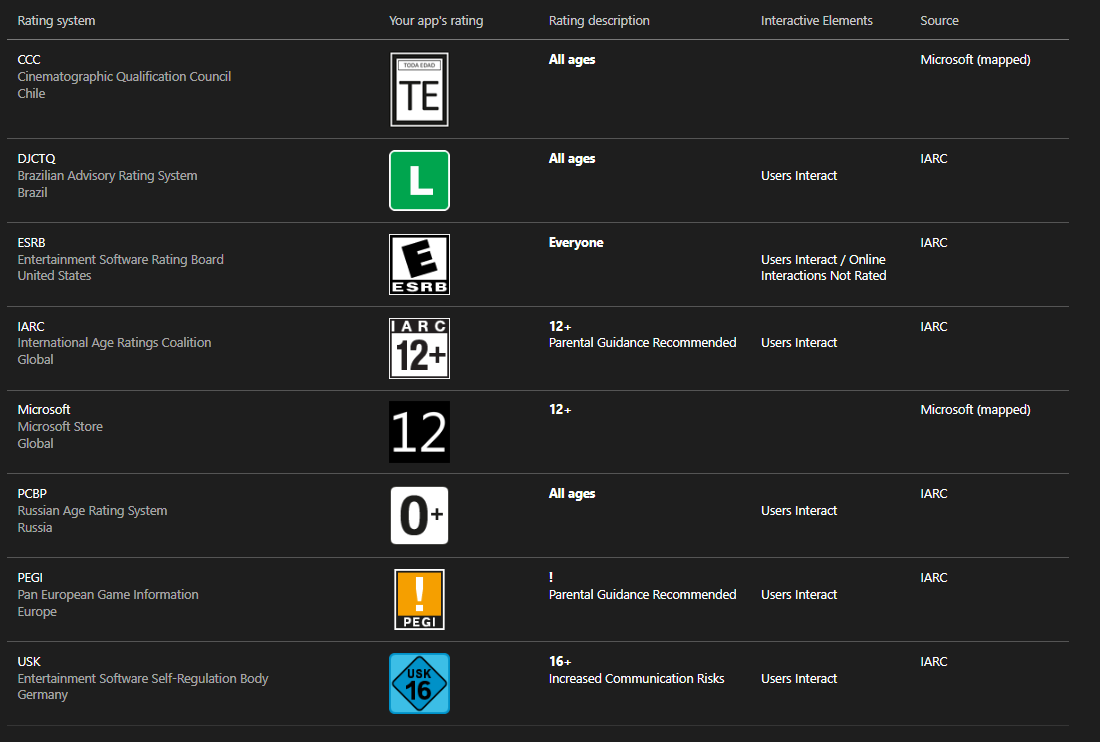 Rating system Your app's rating Rating description Interactive Elements Source
CCC All ages Microsoft (mapped)
Cinematographic Qualification Council
Chile
TODA EDAD
TE
DJCTQ All ages IARC
Brazilian Advisory Rating System Users Interact
Brazil
L
ESRB Everyone IARC
Entertainment Software Rating Board Users Interact / Online
United States Interactions Not Rated
E
ESRB
IARC 12+ IARC
International Age Ratings Coalition Parental Guidance Recommended Users Interact
Global
IARC
12+
Microsoft 12+ Microsoft (mapped)
Microsoft Store
Global
12
PCBP All ages IARC
Russian Age Rating System Users Interact
Russia
0+
PEGI ! IARC
Pan European Game Information Parental Guidance Recommended Users Interact
Europe
!
PEGI
USK 16+ IARC
Entertainment Software Self-Regulation Body Increased Communication Risks Users Interact
Germany
USK
16